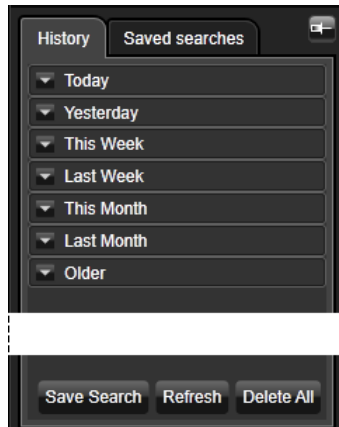 History Saved searches
Today
Yesterday
This Week
Last Week
This Month
Last Month
Older
Save Search Refresh Delete All